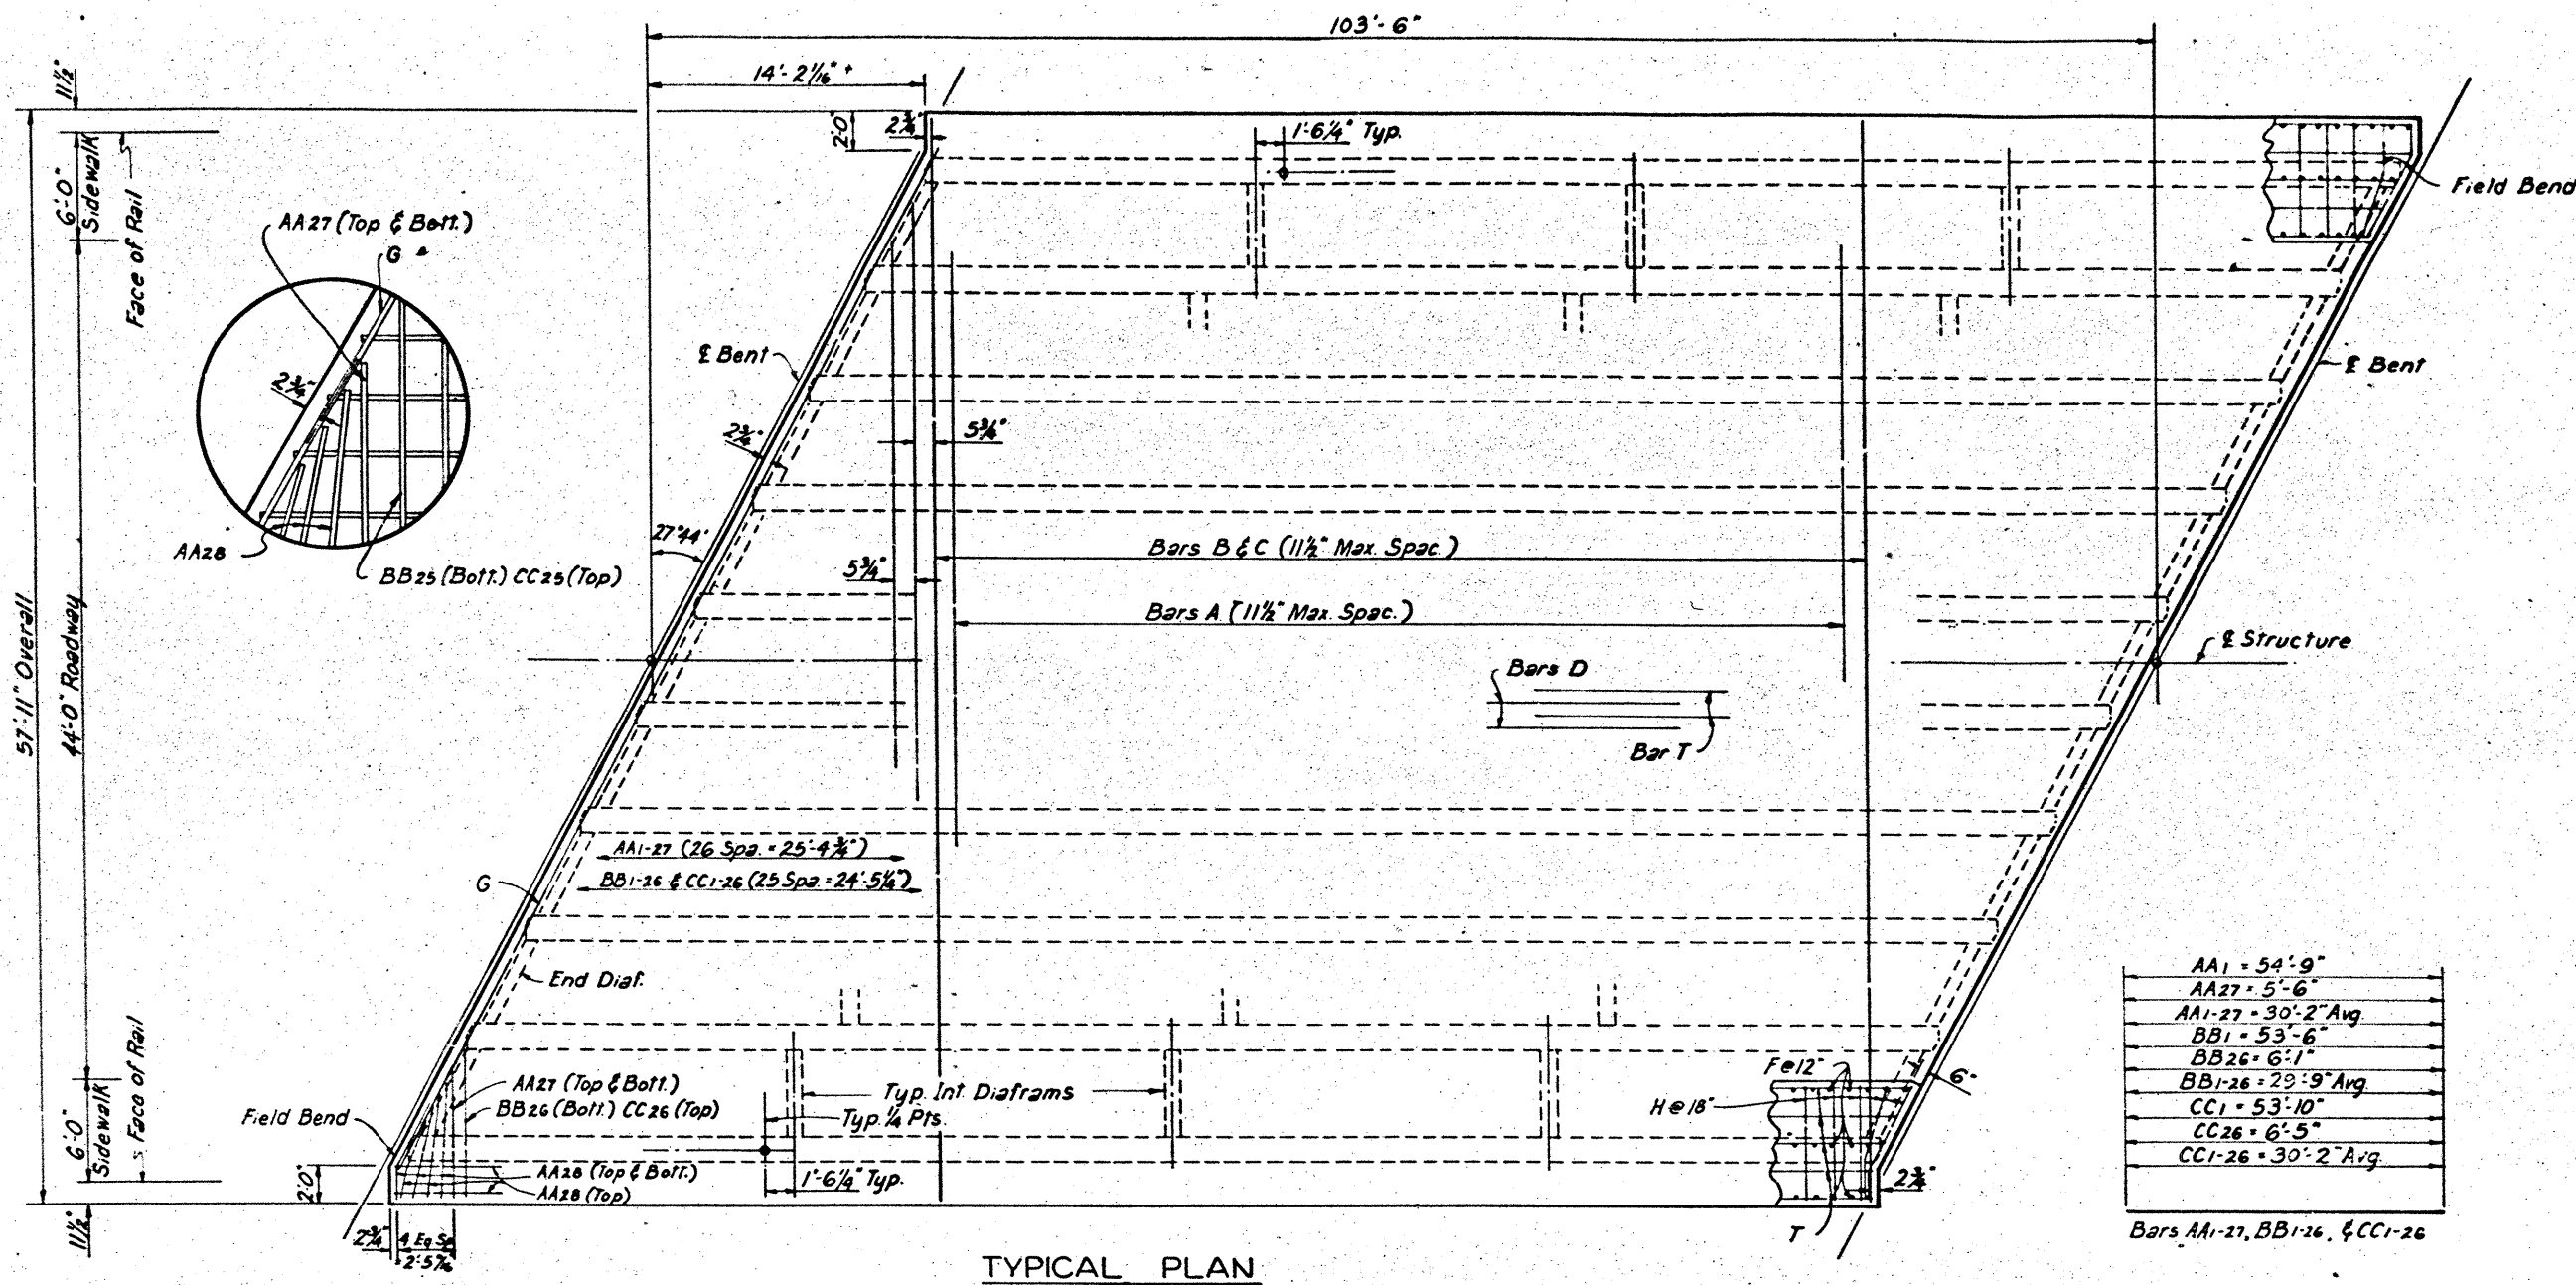 103'-6"
14'-2 1/16" +
11 1/2"
2'-0"
2 3/4"
1'-6 1/4" Typ.
6'-0"
Sidewalk
Face of Rail
Field Bend
AA27 (Top & Bott.)
G
2 3/4"
AA28
BB25 (Bott.) CC25 (Top)
℄ Bent
℄ Bent
2 3/4"
5 3/4"
27°44'
5 3/4"
Bars B & C (11 1/2" Max. Spac.)
Bars A (11 1/2" Max. Spac.)
57'-11" Overall
44'-0" Roadway
℄ Structure
Bars D
Bar T
AA1-27 (26 Spa. = 25'-4 3/4")
BB1-26 & CC1-26 (25 Spa. = 24'-5 1/4")
G
End Diaf.
AA1 = 54'-9"
AA27 = 5'-6"
AA1-27 = 30'-2" Avg.
BB1 = 53'-6"
BB26 = 6'-1"
BB1-26 = 29'-9" Avg.
CC1 = 53'-10"
CC26 = 6'-5"
CC1-26 = 30'-2" Avg.
Bars AA1-27, BB1-26, & CC1-26
6'-0"
Sidewalk
Face of Rail
Field Bend
AA27 (Top & Bott.)
BB26 (Bott.) CC26 (Top)
Typ. Int. Diaframs
Typ. 1/4 Pts.
F@12"
H@18"
6"
2'-0"
AA28 (Top & Bott.)
AA28 (Top)
1'-6 1/4" Typ.
2 3/4"
11 1/2"
2 3/4"
4 Eq. Sp.
= 2'-5 7/16"
T
TYPICAL PLAN